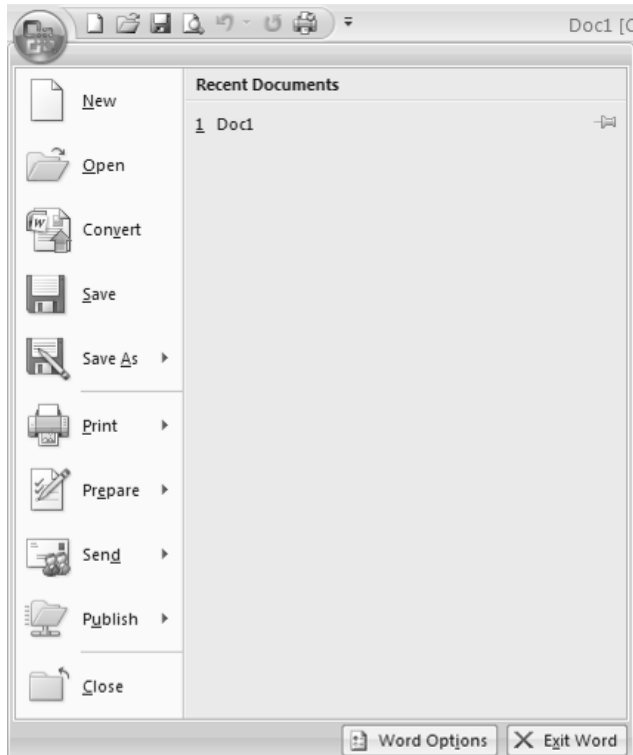 Doc1 [C
Recent Documents
1 Doc1
New
Open
Convert
Save
Save As
Print
Prepare
Send
Publish
Close
Word Options
Exit Word